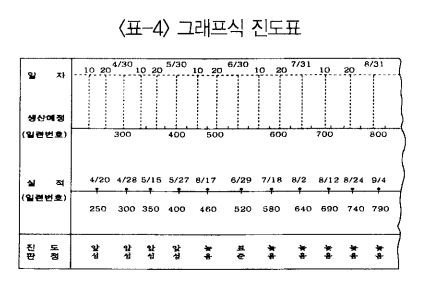 〈표-4〉 그래프식 진도표
일 자 10 20 4/30 10 20 5/30 10 20 6/30 10 20 7/31 10 20 8/31
생산예정
(일련번호) 300 400 500 600 700 800
실 적 4/20 4/28 5/15 5/27 8/17 6/29 7/18 8/2 8/12 8/24 9/4
(일련번호) 250 300 350 400 460 520 580 640 690 740 790
진 도
판 정 앞섬 앞섬 앞섬 앞섬 늦음 표준 늦음 늦음 늦음 늦음 늦음